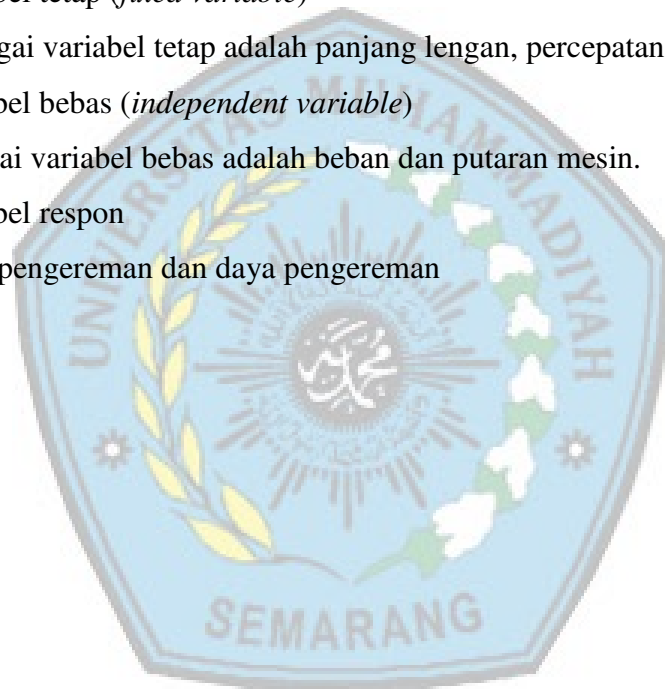 bel tetap (fixed variable)
gai variabel tetap adalah panjang lengan, percepatan
bel bebas (independent variable)
ai variabel bebas adalah beban dan putaran mesin.
bel respon
pengereman dan daya pengereman
UNIVERSITAS MUHAMMADIYAH
SEMARANG
محمدية